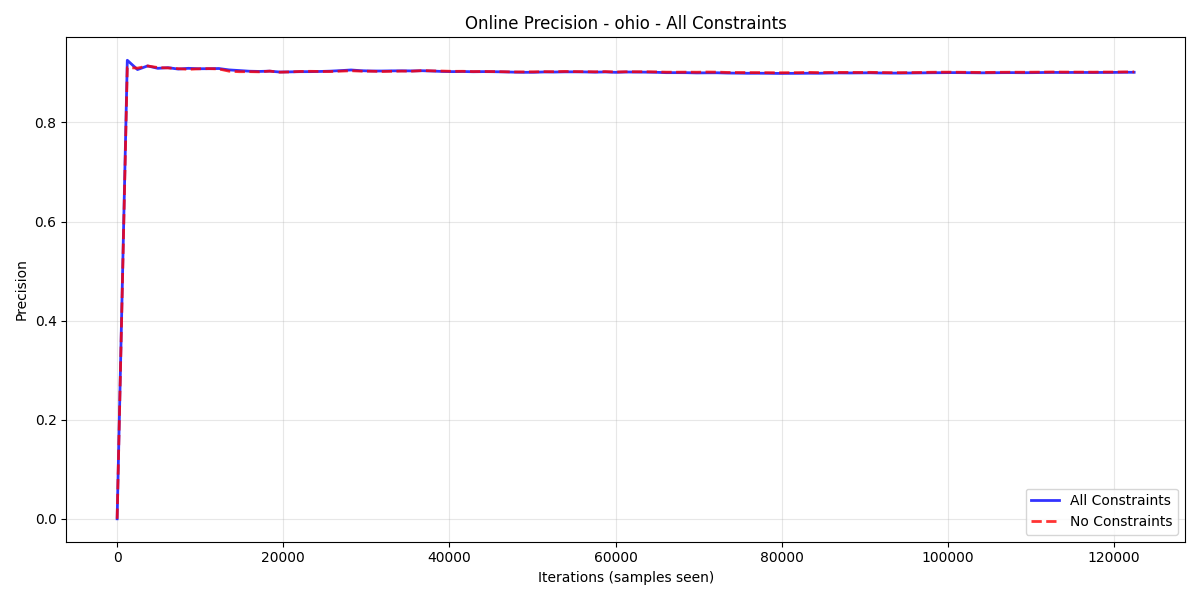 Online Precision - ohio - All Constraints
Precision
0.8
0.6
0.4
0.2
0.0
0 20000 40000 60000 80000 100000 120000
Iterations (samples seen)
All Constraints
No Constraints